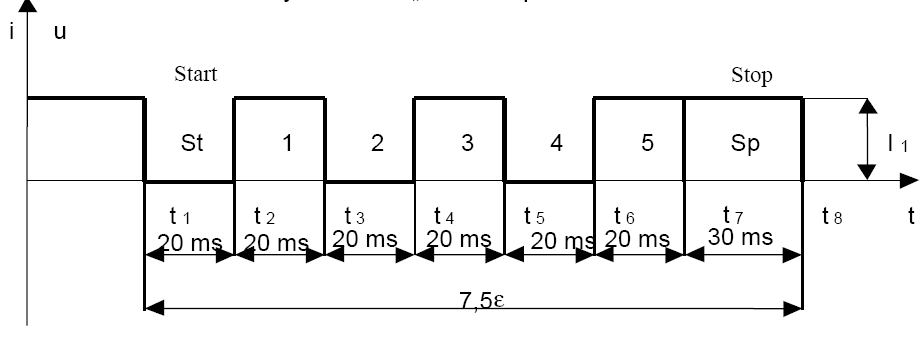 i u
Start Stop
St 1 2 3 4 5 Sp I 1
t 1 t 2 t 3 t 4 t 5 t 6 t 7 t 8 t
20 ms 20 ms 20 ms 20 ms 20 ms 20 ms 30 ms
7,5ε